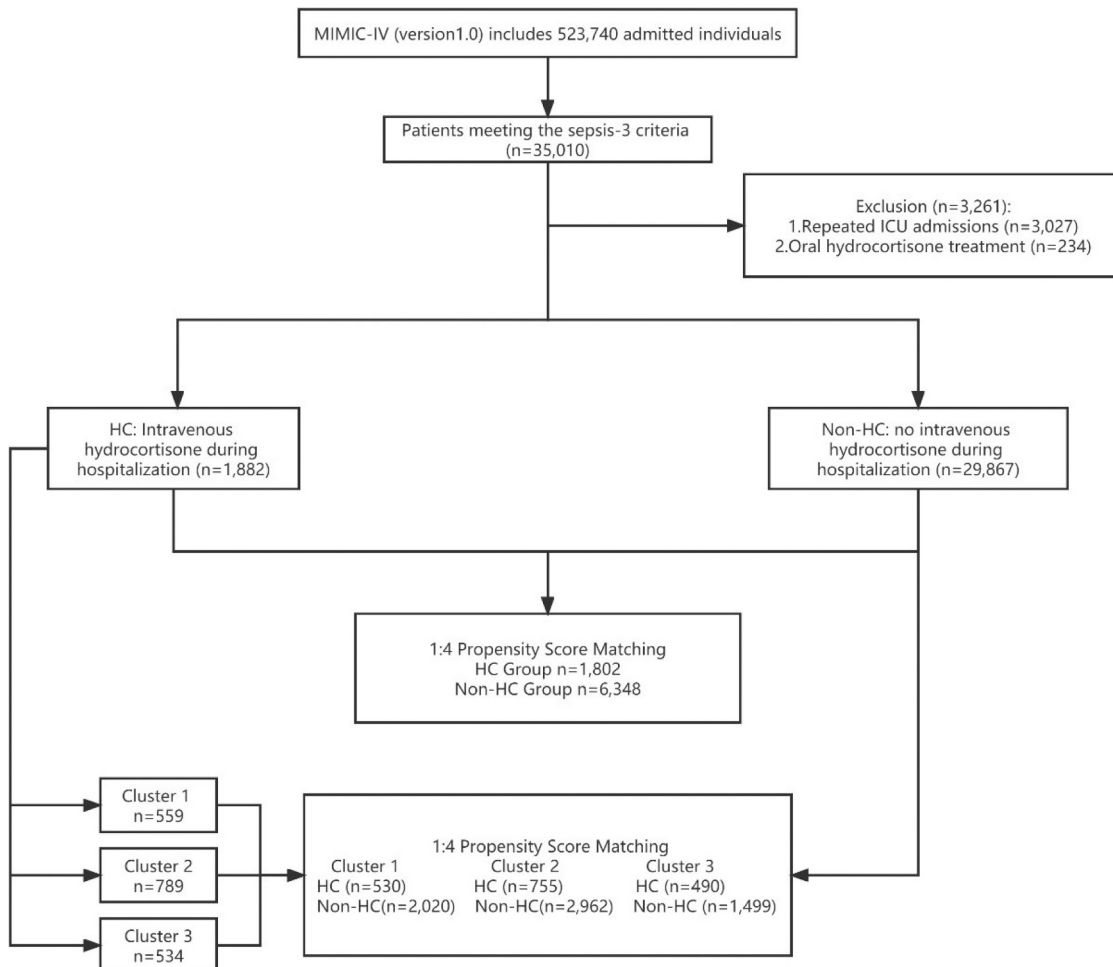 MIMIC-IV (version1.0) includes 523,740 admitted individuals
Patients meeting the sepsis-3 criteria
(n=35,010)
Exclusion (n=3,261):
1.Repeated ICU admissions (n=3,027)
2.Oral hydrocortisone treatment (n=234)
HC: Intravenous
hydrocortisone during
hospitalization (n=1,882)
Non-HC: no intravenous
hydrocortisone during
hospitalization (n=29,867)
1:4 Propensity Score Matching
HC Group n=1,802
Non-HC Group n=6,348
Cluster 1
n=559
Cluster 2
n=789
Cluster 3
n=534
1:4 Propensity Score Matching
Cluster 1 Cluster 2 Cluster 3
HC (n=530) HC (n=755) HC (n=490)
Non-HC(n=2,020) Non-HC(n=2,962) Non-HC (n=1,499)